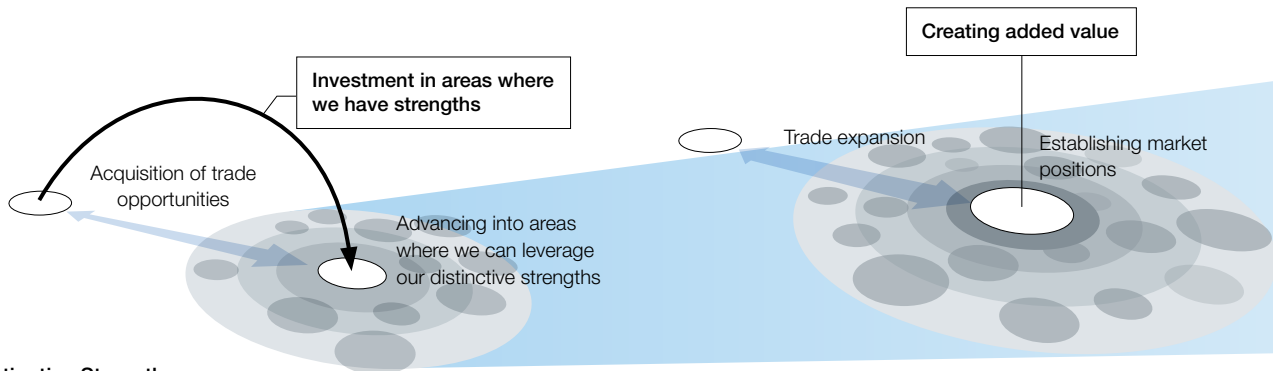 Creating added value
Investment in areas where
we have strengths
Trade expansion
Establishing market
positions
Acquisition of trade
opportunities
Advancing into areas
where we can leverage
our distinctive strengths